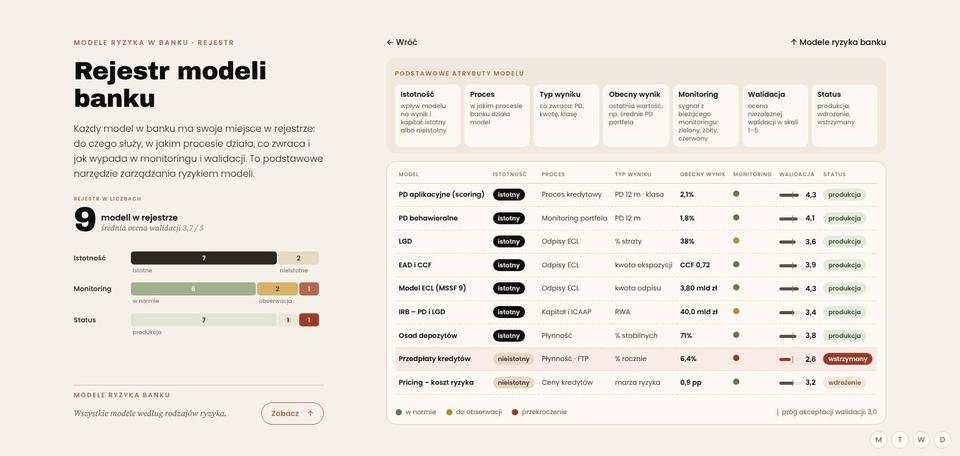 MODELE RYZYKA W BANKU · REJESTR
Rejestr modeli
banku
Każdy model w banku ma swoje miejsce w rejestrze:
do czego służy, w jakim procesie działa, co zwraca i
jak wypada w monitoringu i walidacji. To podstawowe
narzędzie zarządzania ryzykiem modeli.
REJESTR W LICZBACH
9 modeli w rejestrze
średnia ocena walidacji 3,7 / 5
Istotność 7 2
istotne nieistotne
Monitoring 6 2 1
w normie obserwacja
Status 7 1 1
produkcja
MODELE RYZYKA BANKU
Wszystkie modele według rodzajów ryzyka.
Zobacz ↑
← Wróć
↑ Modele ryzyka banku
PODSTAWOWE ATRYBUTY MODELU
Istotność
wpływ modelu
na wynik i
kapitał: istotny
albo nieistotny
Proces
w jakim procesie
banku działa
model
Typ wyniku
co zwraca: PD,
kwotę, klasę
Obecny wynik
ostatnia wartość,
np. średnie PD
portfela
Monitoring
sygnał z
bieżącego
monitoringu:
zielony, żółty,
czerwony
Walidacja
ocena
niezależnej
walidacji w skali
1–5
Status
produkcja,
wdrożenie,
wstrzymany
MODEL ISTOTNOŚĆ PROCES TYP WYNIKU OBECNY WYNIK MONITORING WALIDACJA STATUS
PD aplikacyjne (scoring) istotny Proces kredytowy PD 12 m · klasa 2,1% 4,3 produkcja
PD behawioralne istotny Monitoring portfela PD 12 m 1,8% 4,1 produkcja
LGD istotny Odpisy ECL % straty 38% 3,6 produkcja
EAD i CCF istotny Odpisy ECL kwota ekspozycji CCF 0,72 3,9 produkcja
Model ECL (MSSF 9) istotny Odpisy ECL kwota odpisu 3,80 mld zł 4,3 produkcja
IRB – PD i LGD istotny Kapitał i ICAAP RWA 40,0 mld zł 3,4 produkcja
Osad depozytów istotny Płynność % stabilnych 71% 3,8 produkcja
Przedpłaty kredytów nieistotny Płynność · FTP % rocznie 6,4% 2,6 wstrzymany
Pricing – koszt ryzyka nieistotny Ceny kredytów marża ryzyka 0,9 pp 3,2 wdrożenie
w normie do obserwacji przekroczenie
| próg akceptacji walidacji: 3,0
M T W D